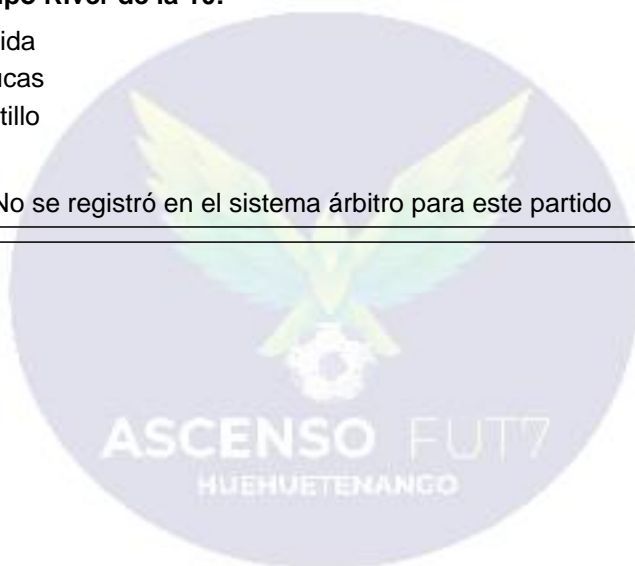 ipo River de la 10:
ida
ucas
tillo
No se registró en el sistema árbitro para este partido
ASCENSO FUT7
HUEHUETENANGO